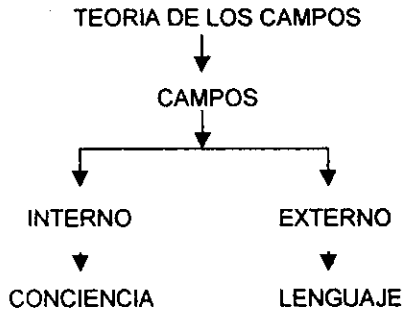 TEORIA DE LOS CAMPOS
CAMPOS
INTERNO EXTERNO
CONCIENCIA LENGUAJE